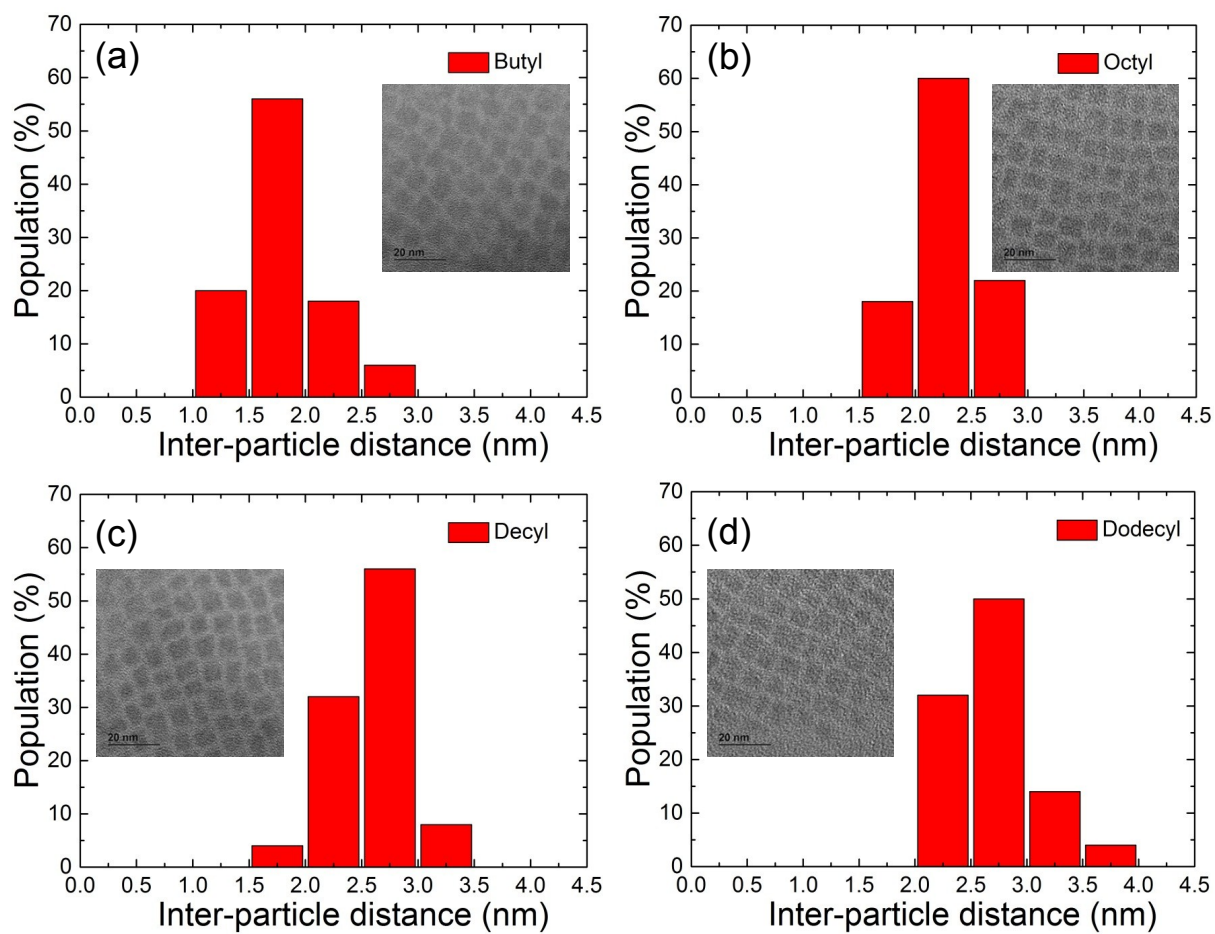 (a)
Butyl
70
60
50
40
30
20
10
0
Population (%)
20 nm
0.0 0.5 1.0 1.5 2.0 2.5 3.0 3.5 4.0 4.5
Inter-particle distance (nm)
(b)
Octyl
70
60
50
40
30
20
10
0
Population (%)
20 nm
0.0 0.5 1.0 1.5 2.0 2.5 3.0 3.5 4.0 4.5
Inter-particle distance (nm)
(c)
Decyl
70
60
50
40
30
20
10
0
Population (%)
20 nm
0.0 0.5 1.0 1.5 2.0 2.5 3.0 3.5 4.0 4.5
Inter-particle distance (nm)
(d)
Dodecyl
70
60
50
40
30
20
10
0
Population (%)
20 nm
0.0 0.5 1.0 1.5 2.0 2.5 3.0 3.5 4.0 4.5
Inter-particle distance (nm)